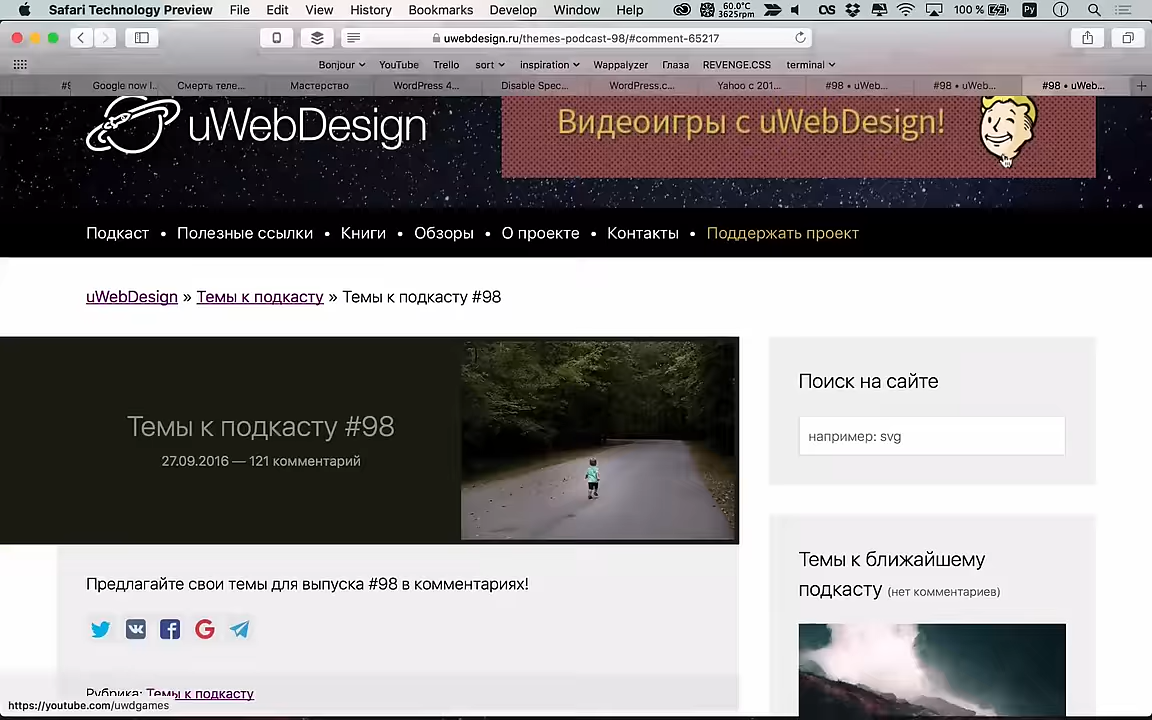 Safari Technology Preview File Edit View History Bookmarks Develop Window Help 60.0°C 3625rpm OS 100 % Py
uwebdesign.ru/themes-podcast-98/#comment-65217
Bonjour YouTube Trello sort inspiration Wappalyzer Глаза REVENGE.CSS terminal
#9 Google now l... Смерть теле... Мастерство WordPress 4... Disable Spec... WordPress.c... Yahoo с 201... #98 • uWeb... #98 • uWeb... #98 • uWeb...
uWebDesign
Видеоигры с uWebDesign!
Подкаст • Полезные ссылки • Книги • Обзоры • О проекте • Контакты • Поддержать проект
uWebDesign » Темы к подкасту » Темы к подкасту #98
Темы к подкасту #98
27.09.2016 — 121 комментарий
Предлагайте свои темы для выпуска #98 в комментариях!
Рубрика: Темы к подкасту
Поиск на сайте
например: svg
Темы к ближайшему
подкасту (нет комментариев)
https://youtube.com/uwdgames